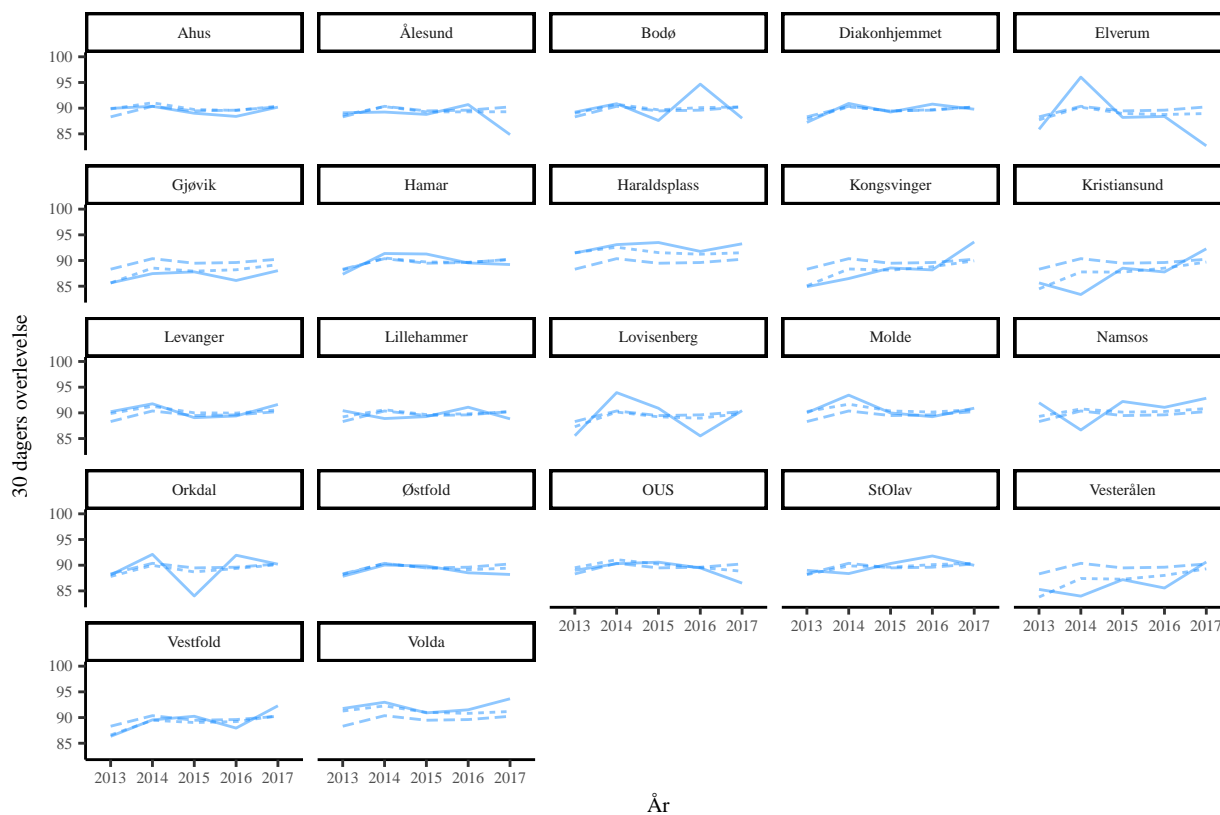 Ahus Ålesund Bodø Diakonhjemmet Elverum
100
95
90
85
Gjøvik Hamar Haraldsplass Kongsvinger Kristiansund
100
95
90
85
Levanger Lillehammer Lovisenberg Molde Namsos
100
95
90
85
Orkdal Østfold OUS StOlav Vesterålen
100
95
90
85
2013 2014 2015 2016 2017 2013 2014 2015 2016 2017 2013 2014 2015 2016 2017
Vestfold Volda
100
95
90
85
2013 2014 2015 2016 2017 2013 2014 2015 2016 2017
År
30 dagers overlevelse